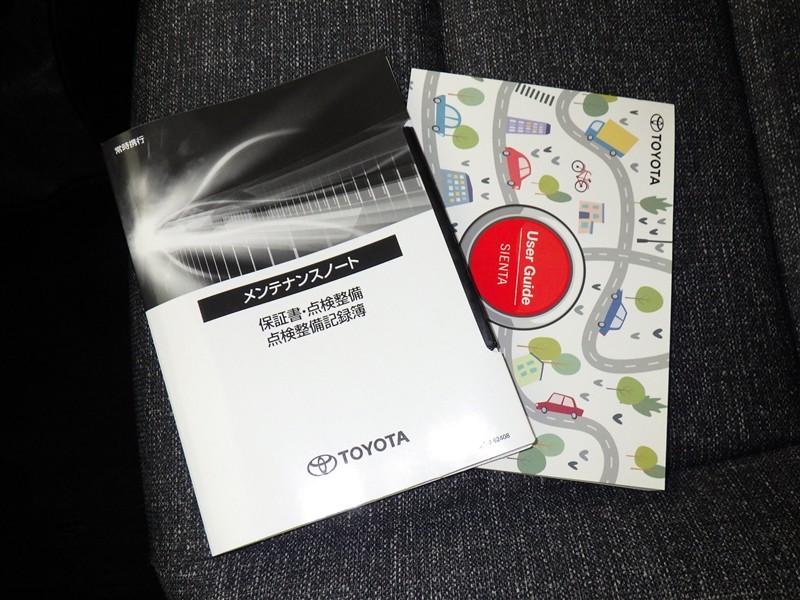 常時携行
メンテナンスノート
保証書・点検整備
点検整備記録簿
TOYOTA
TOYOTA
User Guide
SIENTA